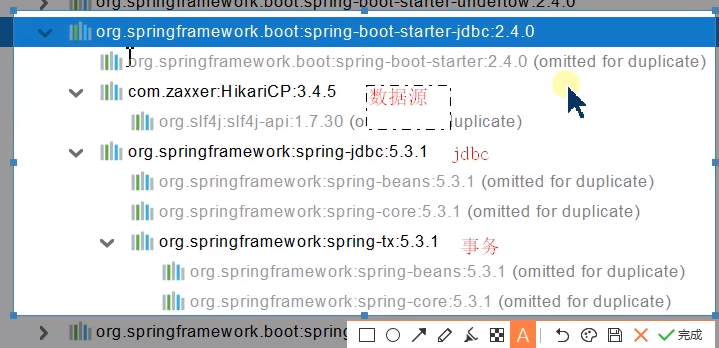 org.springframework.boot:spring-boot-starter-undertow:2.4.0
org.springframework.boot:spring-boot-starter-jdbc:2.4.0
org.springframework.boot:spring-boot-starter:2.4.0 (omitted for duplicate)
com.zaxxer:HikariCP:3.4.5 数据源
org.slf4j:slf4j-api:1.7.30 (o uplicate)
org.springframework:spring-jdbc:5.3.1 jdbc
org.springframework:spring-beans:5.3.1 (omitted for duplicate)
org.springframework:spring-core:5.3.1 (omitted for duplicate)
org.springframework:spring-tx:5.3.1 事务
org.springframework:spring-beans:5.3.1 (omitted for duplicate)
org.springframework:spring-core:5.3.1 (omitted for duplicate)
org.springframework.boot:spring
A 完成